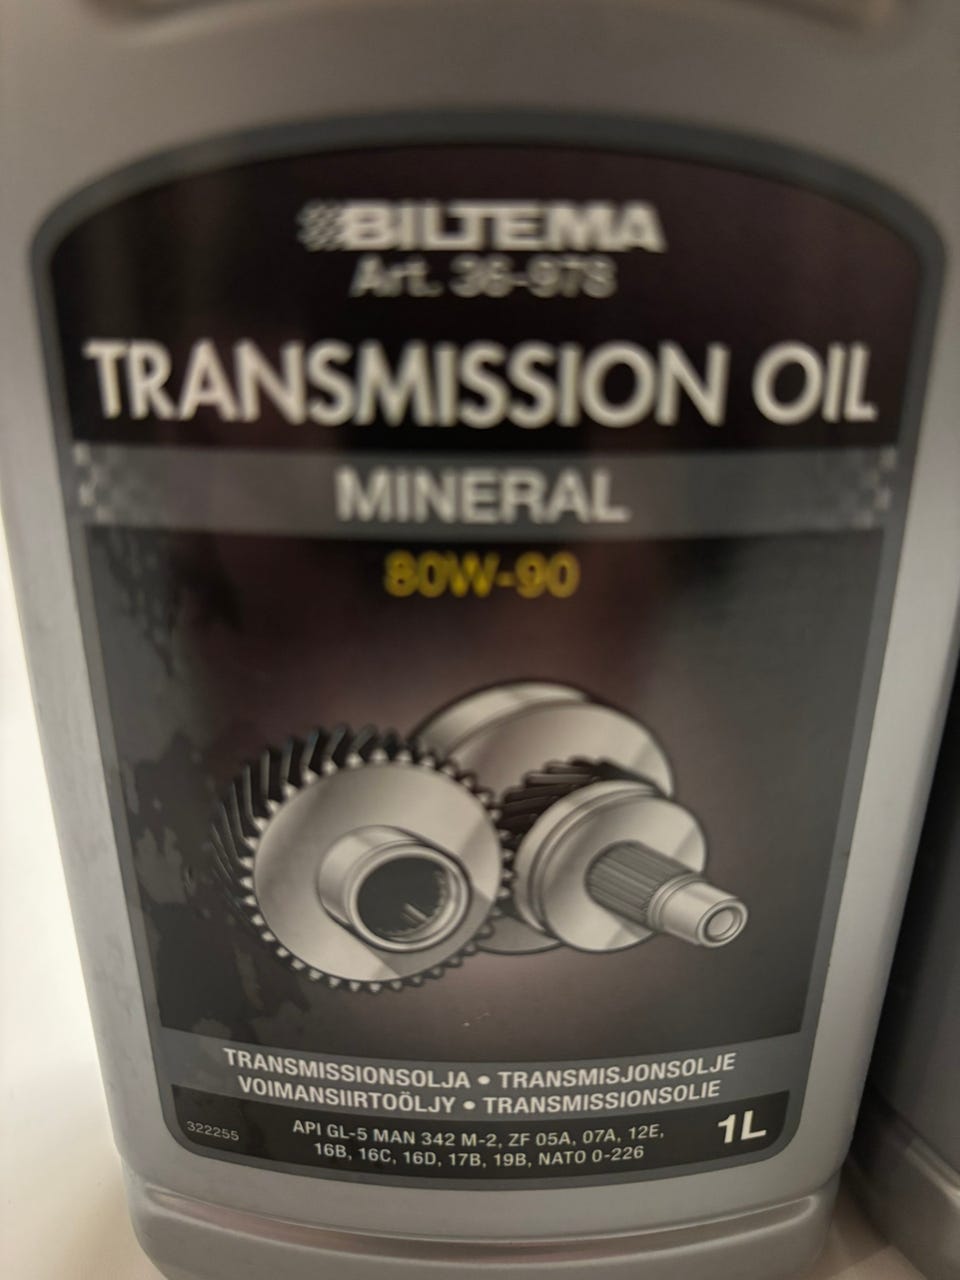 BILTEMA
Art. 36-978
TRANSMISSION OIL
MINERAL
80W-90
TRANSMISSIONSOLJA • TRANSMISJONSOLJE
VOIMANSIIRTOÖLJY • TRANSMISSIONSOLIE
322255
API GL-5 MAN 342 M-2, ZF 05A, 07A, 12E,
16B, 16C, 16D, 17B, 19B, NATO 0-226
1L